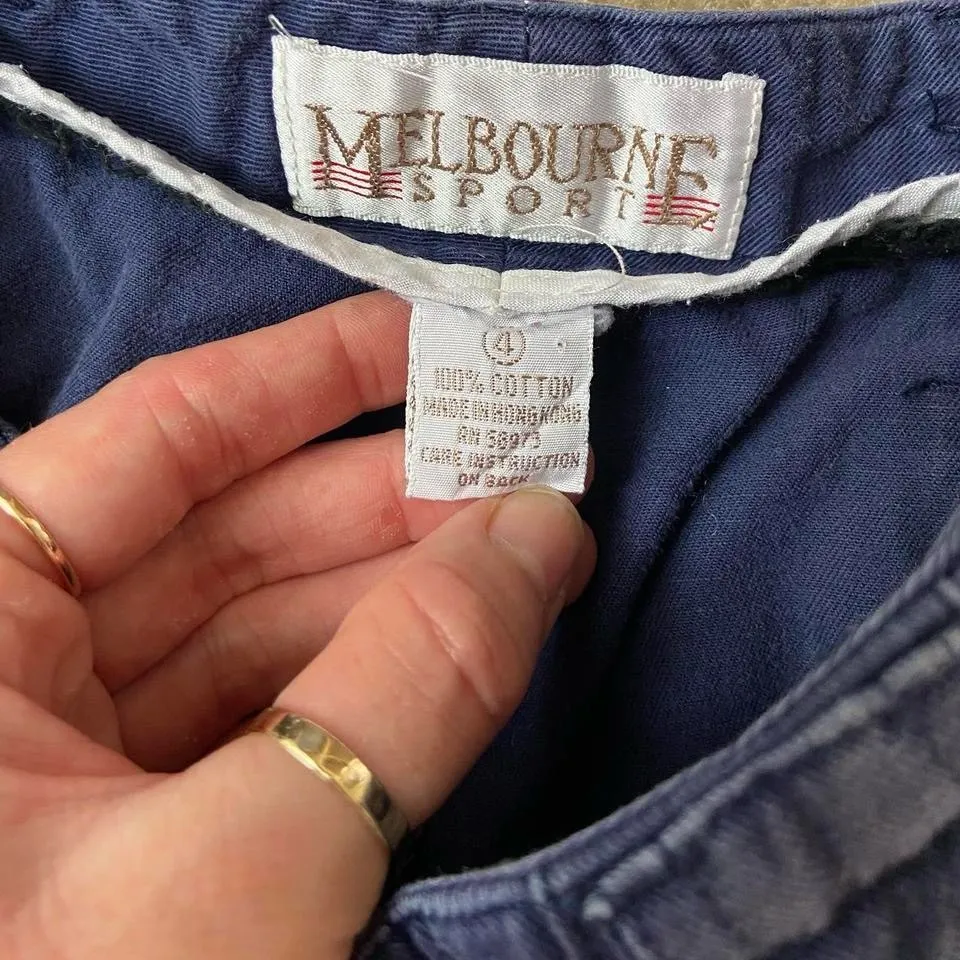 MELBOURNE
SPORT
4
100% COTTON
MADE IN HONG KONG
RN 58973
CARE INSTRUCTION
ON BACK